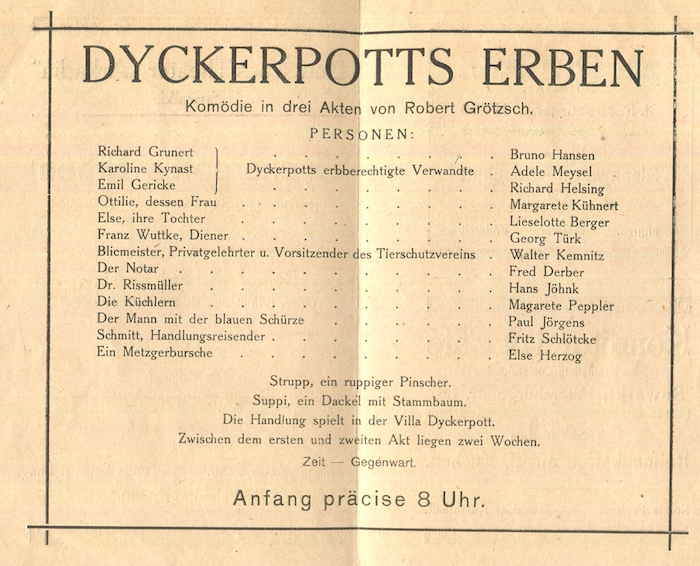 DYCKERPOTTS ERBEN
Komödie in drei Akten von Robert Grötzsch.
PERSONEN:
Richard Grunert . . . . . . . Bruno Hansen
Karoline Kynast } Dyckerpotts erbberechtigte Verwandte . Adele Meysel
Emil Gericke . . . . . . . Richard Helsing
Ottilie, dessen Frau . . . . . . . . . Margarete Kühnert
Else, ihre Tochter . . . . . . . . . Lieselotte Berger
Franz Wuttke, Diener . . . . . . . . . Georg Türk
Blicmeister, Privatgelehrter u. Vorsitzender des Tierschutzvereins . Walter Kemnitz
Der Notar . . . . . . . . . . . Fred Derber
Dr. Rissmüller . . . . . . . . . . Hans Jöhnk
Die Küchlern . . . . . . . . . . Magarete Peppler
Der Mann mit der blauen Schürze . . . . . . Paul Jörgens
Schmitt, Handlungsreisender . . . . . . . . Fritz Schlötcke
Ein Metzgerbursche . . . . . . . . . Else Herzog
Strupp, ein ruppiger Pinscher.
Suppi, ein Dackel mit Stammbaum.
Die Handlung spielt in der Villa Dyckerpott.
Zwischen dem ersten und zweiten Akt liegen zwei Wochen.
Zeit — Gegenwart.
Anfang präcise 8 Uhr.